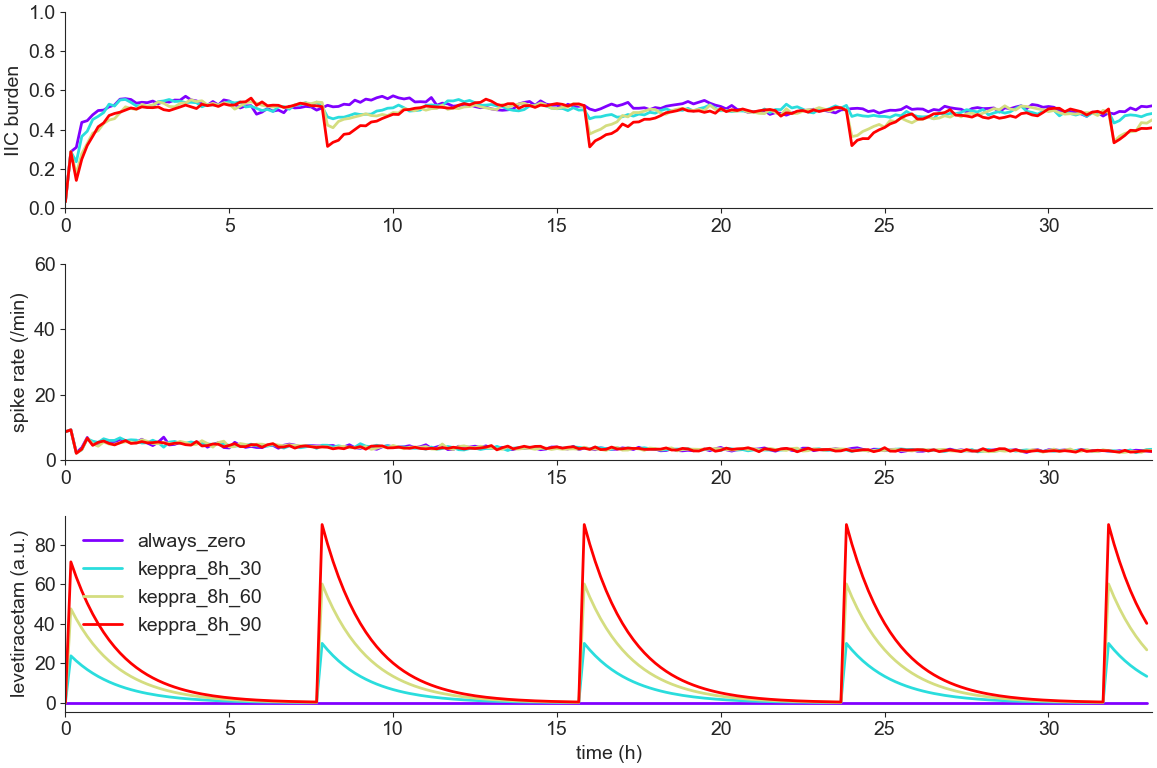 1.0
0.8
0.6
0.4
0.2
0.0
IIC burden
0 5 10 15 20 25 30
60
40
20
0
spike rate (/min)
0 5 10 15 20 25 30
80
60
40
20
0
levetiracetam (a.u.)
always_zero
keppra_8h_30
keppra_8h_60
keppra_8h_90
0 5 10 15 20 25 30
time (h)